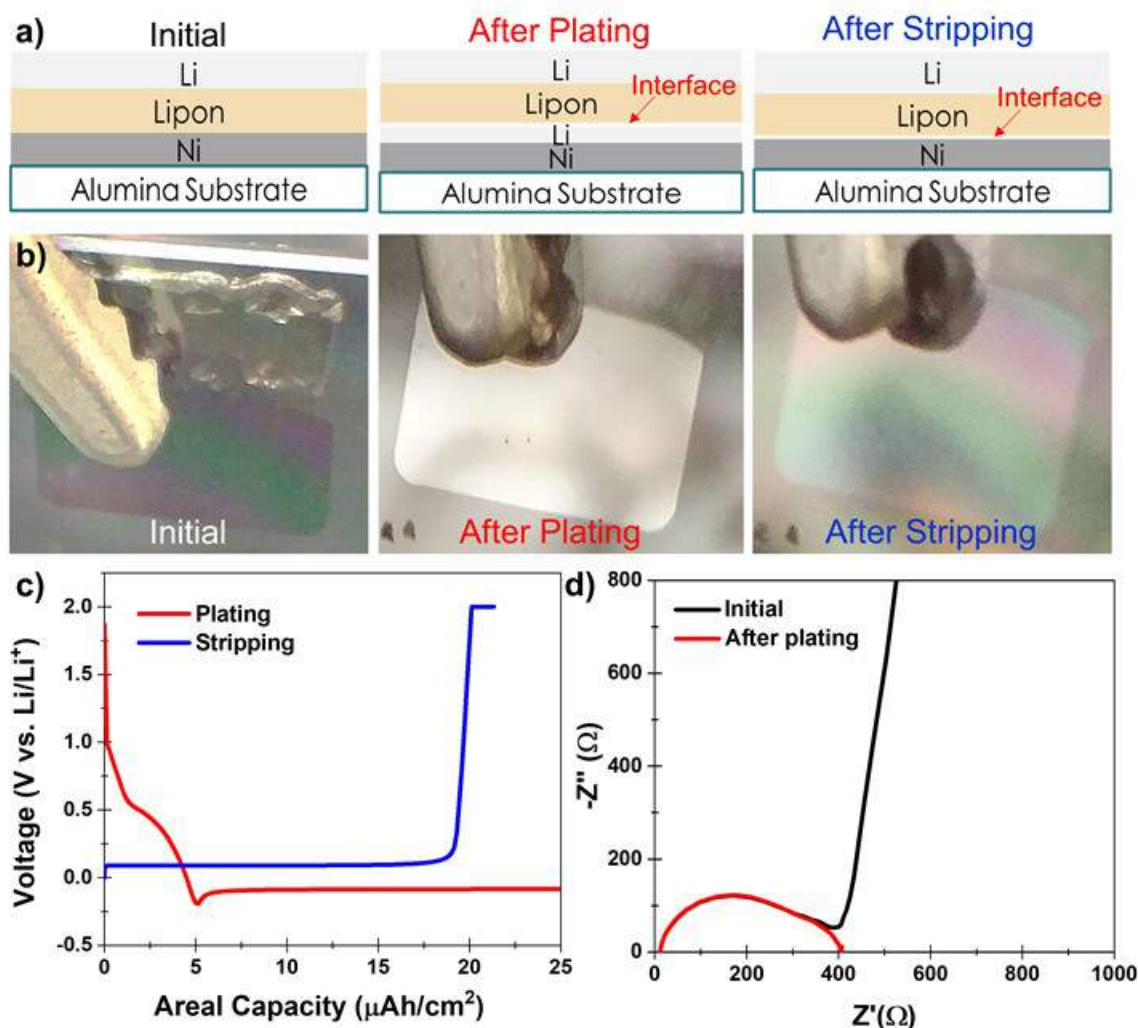 a)
Initial
After Plating
After Stripping
Li
Lipon
Ni
Alumina Substrate
Li
Lipon
Interface
Li
Ni
Alumina Substrate
Li
Lipon
Interface
Ni
Alumina Substrate
b)
Initial
After Plating
After Stripping
c)
Plating
Stripping
2.0
1.5
1.0
0.5
0.0
-0.5
Voltage (V vs. Li/Li⁺)
0 5 10 15 20 25
Areal Capacity (μAh/cm²)
d)
Initial
After plating
800
600
400
200
0
-Z'' (Ω)
0 200 400 600 800 1000
Z'(Ω)